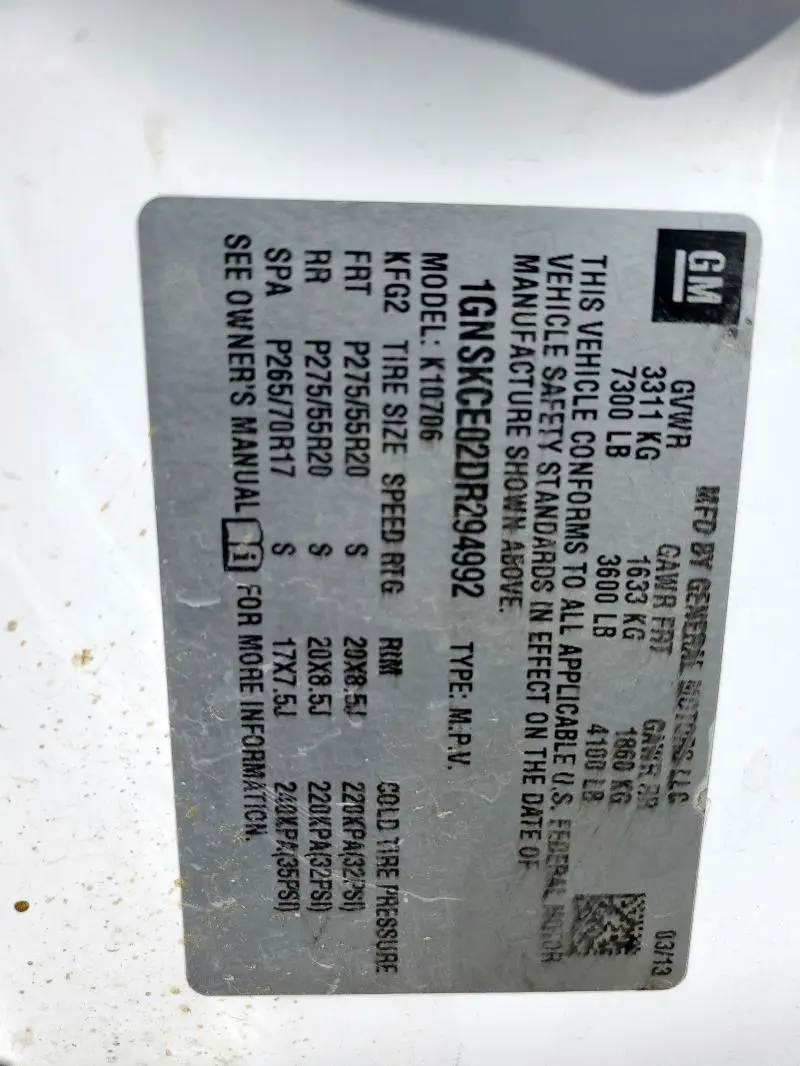 GM
MFD BY GENERAL MOTORS LLC 03/13
GVWR GAWR FRT GAWR RR
3311 KG 1633 KG 1860 KG
7300 LB 3600 LB 4100 LB
THIS VEHICLE CONFORMS TO ALL APPLICABLE U.S. FEDERAL MOTOR
VEHICLE SAFETY STANDARDS IN EFFECT ON THE DATE OF
MANUFACTURE SHOWN ABOVE.
1GNSKCE02DR294992 TYPE: M.P.V.
MODEL: K10706
KFG2 TIRE SIZE SPEED RTG RIM COLD TIRE PRESSURE
FRT P275/55R20 S 20X8.5J 220KPA(32PSI)
RR P275/55R20 S 20X8.5J 220KPA(32PSI)
SPA P265/70R17 S 17X7.5J 240KPA(35PSI)
SEE OWNER'S MANUAL i FOR MORE INFORMATION.